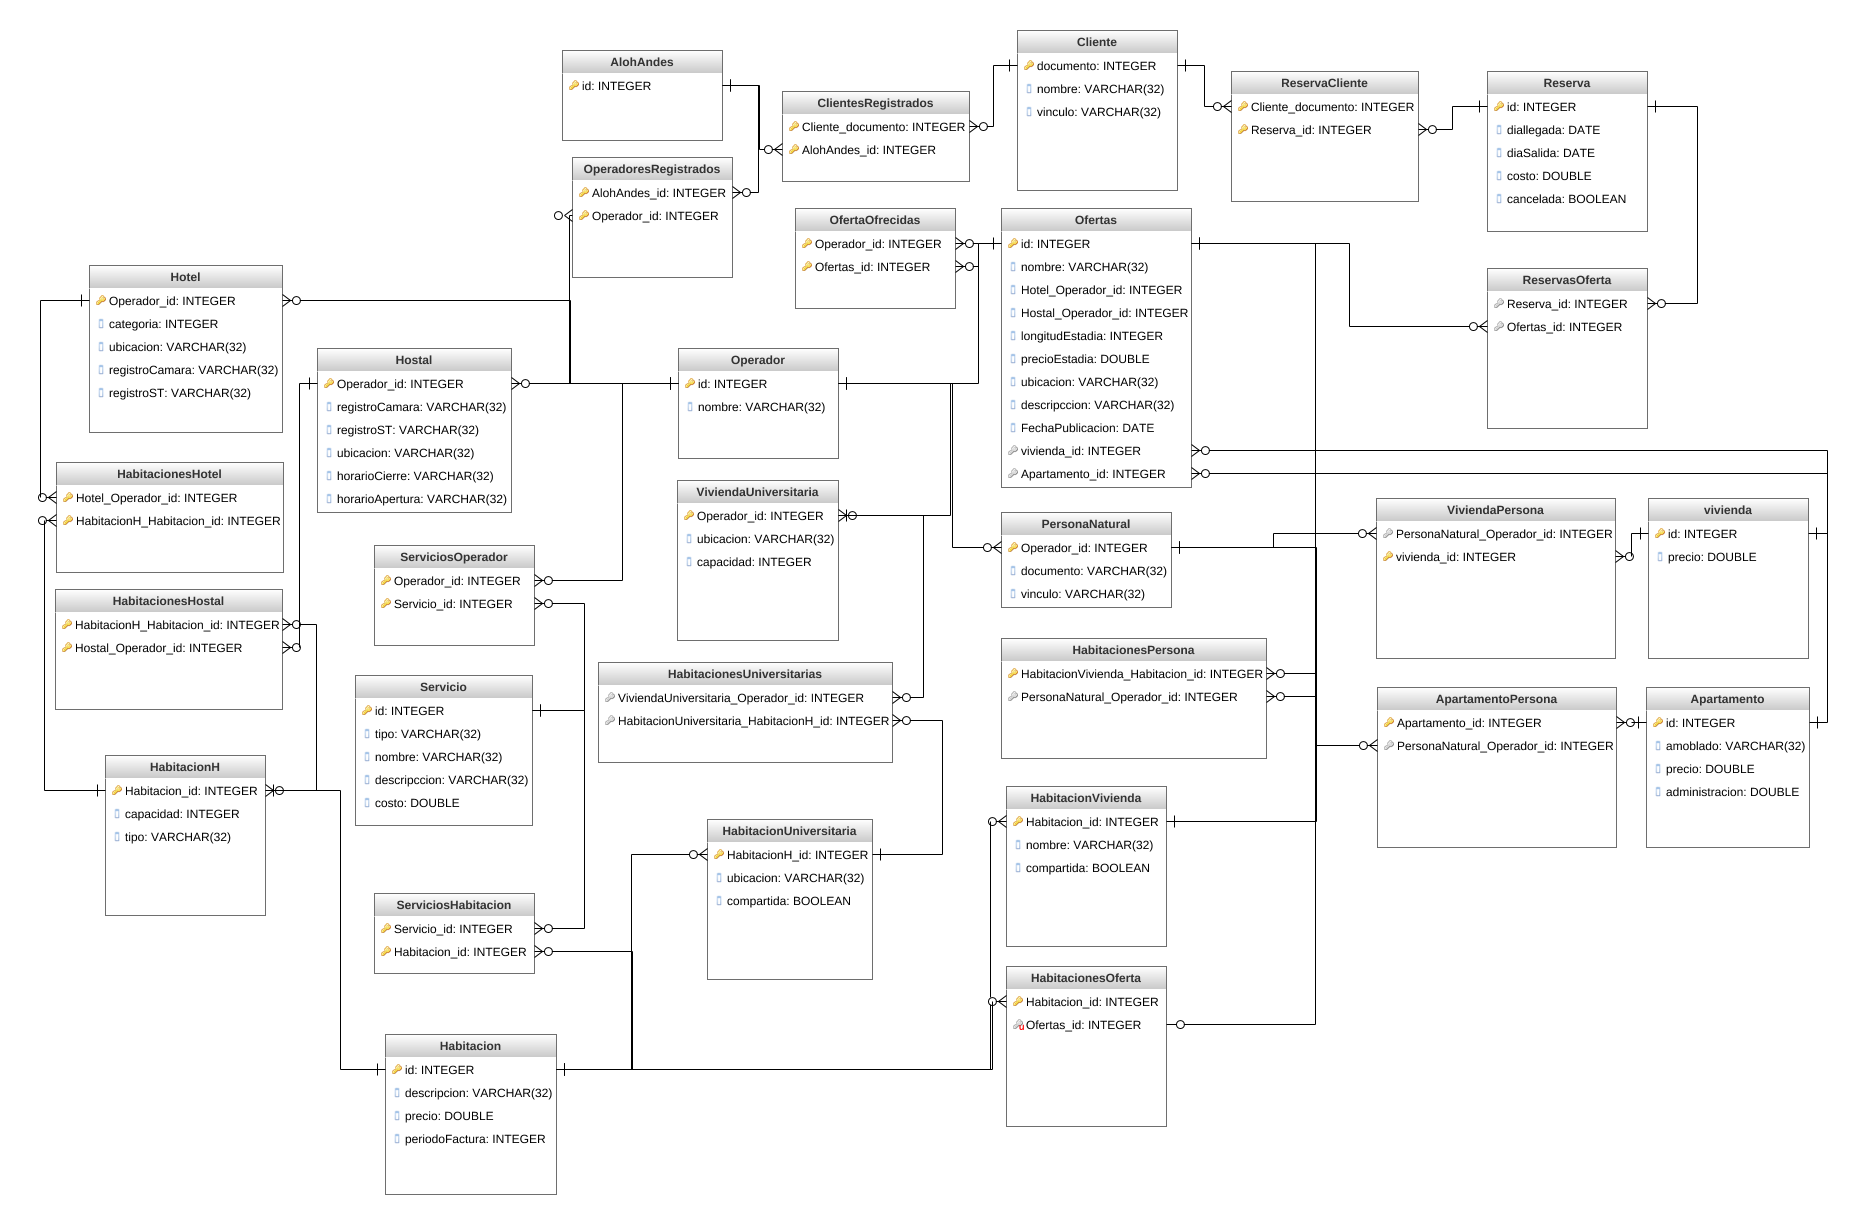 AlohAndes
id: INTEGER
ClientesRegistrados
Cliente_documento: INTEGER
AlohAndes_id: INTEGER
Cliente
documento: INTEGER
nombre: VARCHAR(32)
vinculo: VARCHAR(32)
ReservaCliente
Cliente_documento: INTEGER
Reserva_id: INTEGER
Reserva
id: INTEGER
diallegada: DATE
diaSalida: DATE
costo: DOUBLE
cancelada: BOOLEAN
OperadoresRegistrados
AlohAndes_id: INTEGER
Operador_id: INTEGER
OfertaOfrecidas
Operador_id: INTEGER
Ofertas_id: INTEGER
Ofertas
id: INTEGER
nombre: VARCHAR(32)
Hotel_Operador_id: INTEGER
Hostal_Operador_id: INTEGER
longitudEstadia: INTEGER
precioEstadia: DOUBLE
ubicacion: VARCHAR(32)
descripccion: VARCHAR(32)
FechaPublicacion: DATE
vivienda_id: INTEGER
Apartamento_id: INTEGER
ReservasOferta
Reserva_id: INTEGER
Ofertas_id: INTEGER
Hotel
Operador_id: INTEGER
categoria: INTEGER
ubicacion: VARCHAR(32)
registroCamara: VARCHAR(32)
registroST: VARCHAR(32)
Hostal
Operador_id: INTEGER
registroCamara: VARCHAR(32)
registroST: VARCHAR(32)
ubicacion: VARCHAR(32)
horarioCierre: VARCHAR(32)
horarioApertura: VARCHAR(32)
Operador
id: INTEGER
nombre: VARCHAR(32)
HabitacionesHotel
Hotel_Operador_id: INTEGER
HabitacionH_Habitacion_id: INTEGER
ViviendaUniversitaria
Operador_id: INTEGER
ubicacion: VARCHAR(32)
capacidad: INTEGER
PersonaNatural
Operador_id: INTEGER
documento: VARCHAR(32)
vinculo: VARCHAR(32)
ViviendaPersona
PersonaNatural_Operador_id: INTEGER
vivienda_id: INTEGER
vivienda
id: INTEGER
precio: DOUBLE
ServiciosOperador
Operador_id: INTEGER
Servicio_id: INTEGER
HabitacionesHostal
HabitacionH_Habitacion_id: INTEGER
Hostal_Operador_id: INTEGER
Servicio
id: INTEGER
tipo: VARCHAR(32)
nombre: VARCHAR(32)
descripccion: VARCHAR(32)
costo: DOUBLE
HabitacionesUniversitarias
ViviendaUniversitaria_Operador_id: INTEGER
HabitacionUniversitaria_HabitacionH_id: INTEGER
HabitacionesPersona
HabitacionVivienda_Habitacion_id: INTEGER
PersonaNatural_Operador_id: INTEGER
ApartamentoPersona
Apartamento_id: INTEGER
PersonaNatural_Operador_id: INTEGER
Apartamento
id: INTEGER
amoblado: VARCHAR(32)
precio: DOUBLE
administracion: DOUBLE
HabitacionH
Habitacion_id: INTEGER
capacidad: INTEGER
tipo: VARCHAR(32)
HabitacionUniversitaria
HabitacionH_id: INTEGER
ubicacion: VARCHAR(32)
compartida: BOOLEAN
HabitacionVivienda
Habitacion_id: INTEGER
nombre: VARCHAR(32)
compartida: BOOLEAN
ServiciosHabitacion
Servicio_id: INTEGER
Habitacion_id: INTEGER
HabitacionesOferta
Habitacion_id: INTEGER
Ofertas_id: INTEGER
Habitacion
id: INTEGER
descripcion: VARCHAR(32)
precio: DOUBLE
periodoFactura: INTEGER